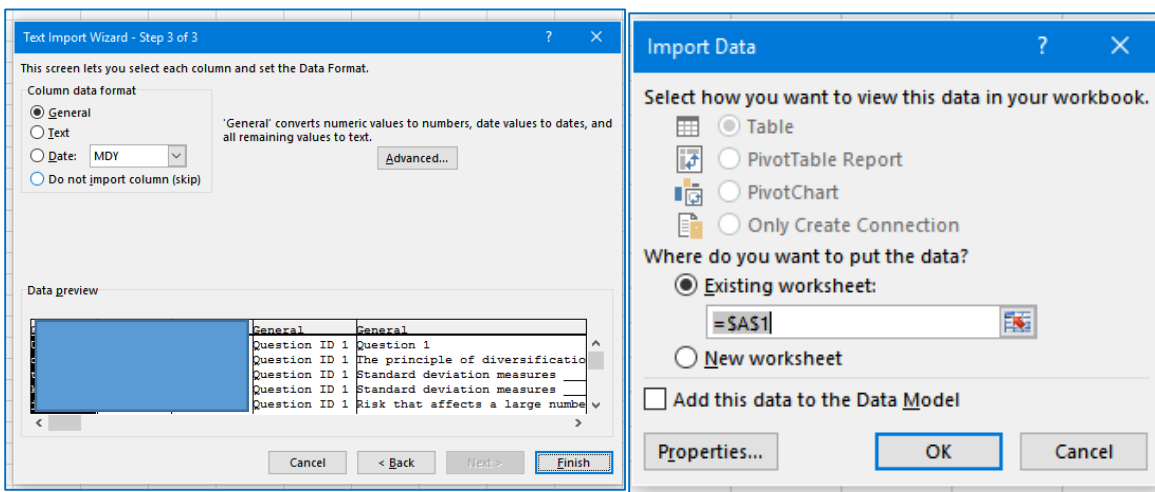 Text Import Wizard - Step 3 of 3
This screen lets you select each column and set the Data Format.
Column data format
General
Text
Date: MDY
Do not import column (skip)
'General' converts numeric values to numbers, date values to dates, and
all remaining values to text.
Advanced...
Data preview
General General
Question ID 1 Question 1
Question ID 1 The principle of diversificatio
Question ID 1 Standard deviation measures ___
Question ID 1 Standard deviation measures ___
Question ID 1 Risk that affects a large numbe
Cancel
< Back
Next >
Finish
Import Data
Select how you want to view this data in your workbook.
Table
PivotTable Report
PivotChart
Only Create Connection
Where do you want to put the data?
Existing worksheet:
=$A$1
New worksheet
Add this data to the Data Model
Properties...
OK
Cancel